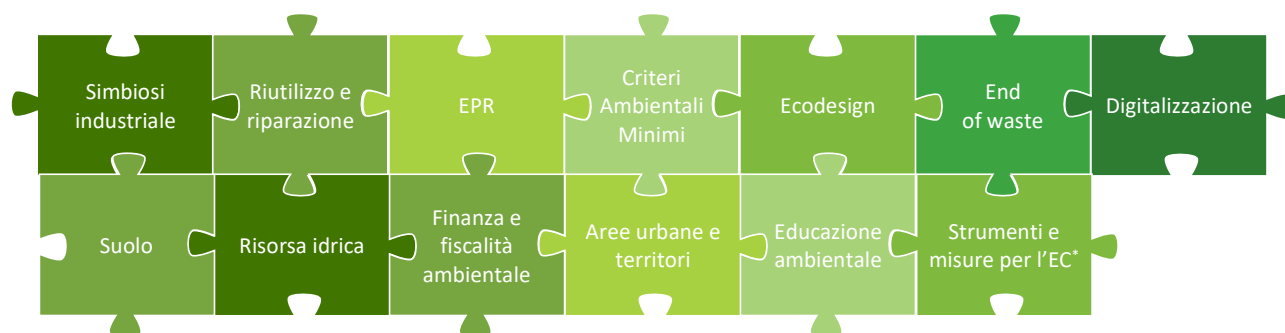 Simbiosi
industriale
Riutilizzo e
riparazione
EPR
Criteri
Ambientali
Minimi
Ecodesign
End
of waste
Digitalizzazione
Suolo
Risorsa idrica
Finanza e
fiscalità
ambientale
Aree urbane e
territori
Educazione
ambientale
Strumenti e
misure per l’EC*